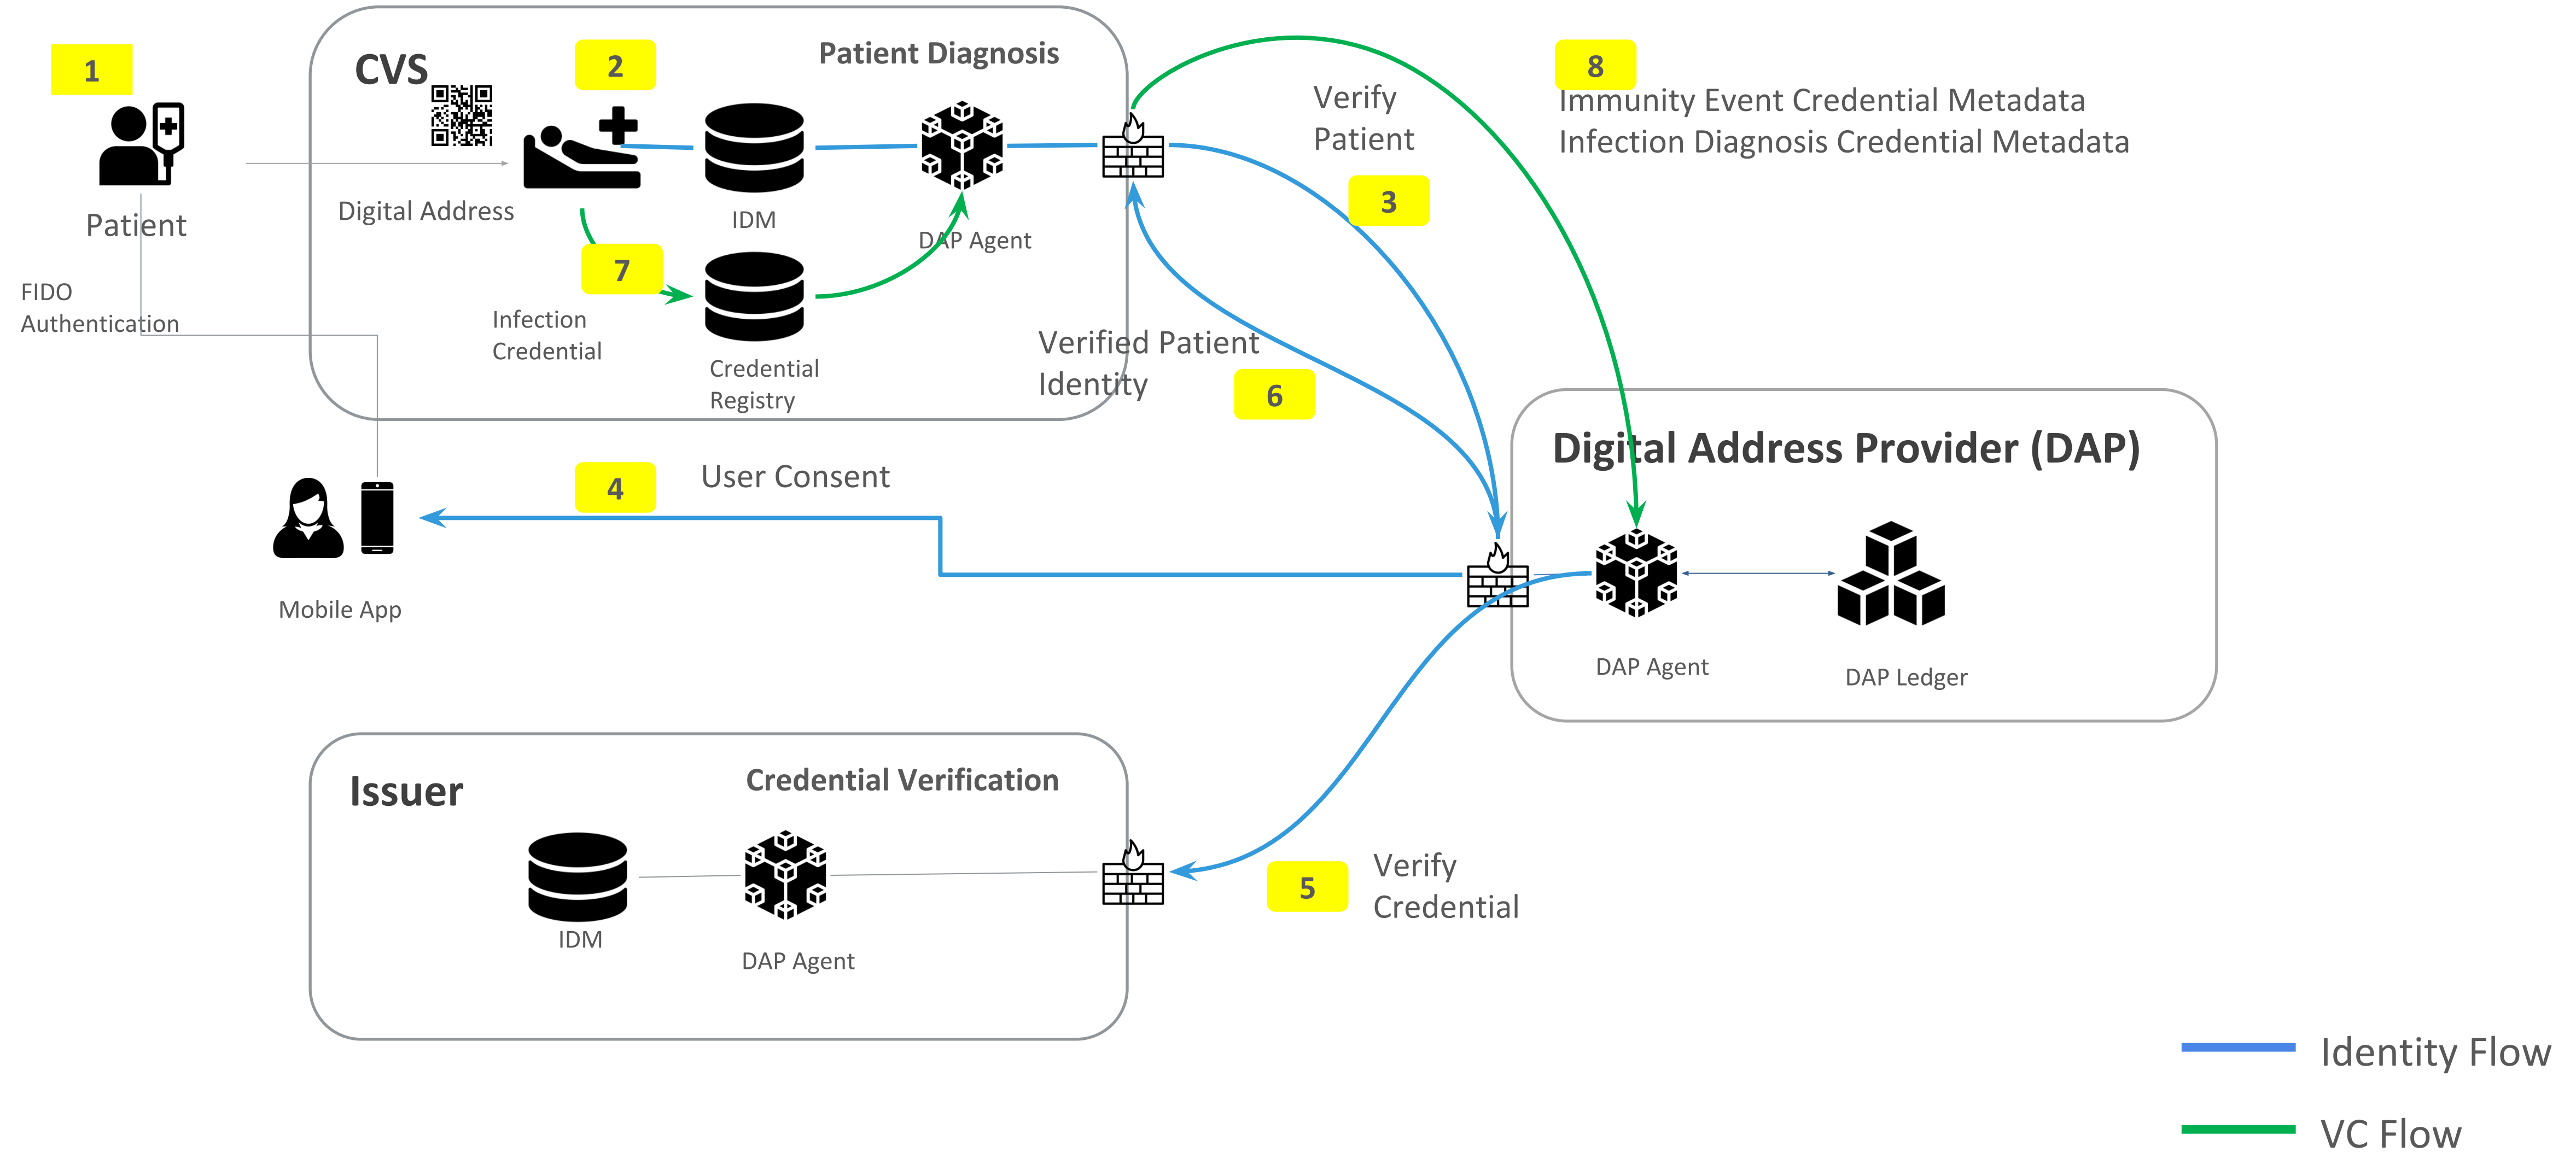 1
Patient
FIDO
Authentication
CVS
2
Patient Diagnosis
Digital Address
IDM
DAP Agent
7
Infection
Credential
Credential
Registry
Verify
Patient
3
8
Immunity Event Credential Metadata
Infection Diagnosis Credential Metadata
Verified Patient
Identity
6
4
User Consent
Mobile App
Digital Address Provider (DAP)
DAP Agent
DAP Ledger
Issuer
Credential Verification
IDM
DAP Agent
5
Verify
Credential
Identity Flow
VC Flow